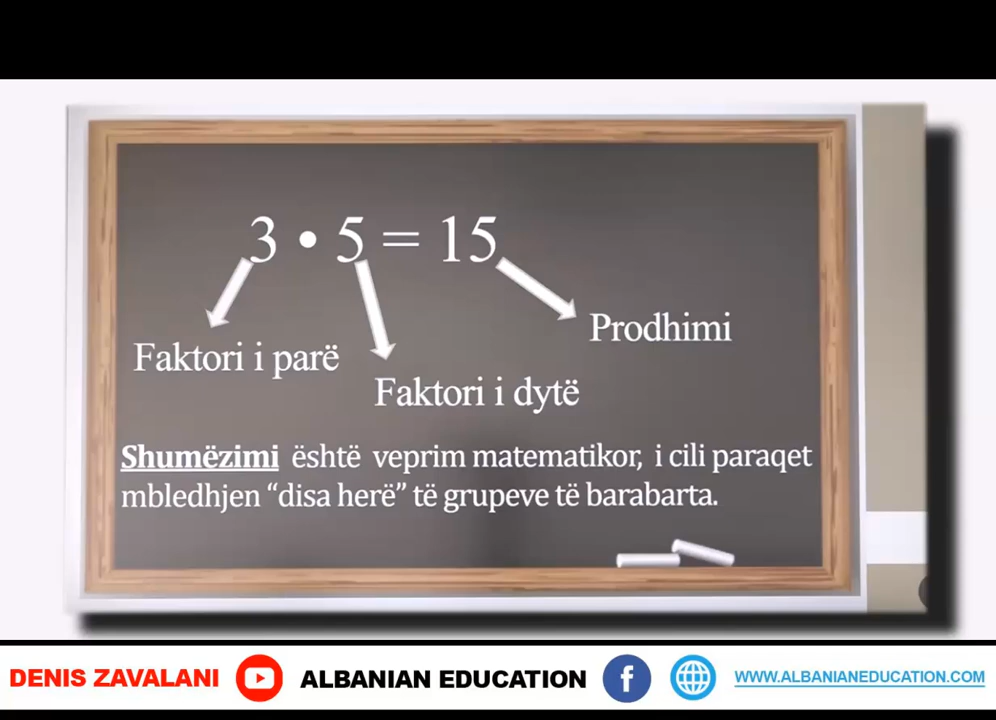 3 • 5 = 15
Prodhimi
Faktori i parë
Faktori i dytë
Shumëzimi është veprim matematikor, i cili paraqet
mbledhjen “disa herë” të grupeve të barabarta.
DENIS ZAVALANI ALBANIAN EDUCATION f WWW.ALBANIANEDUCATION.COM